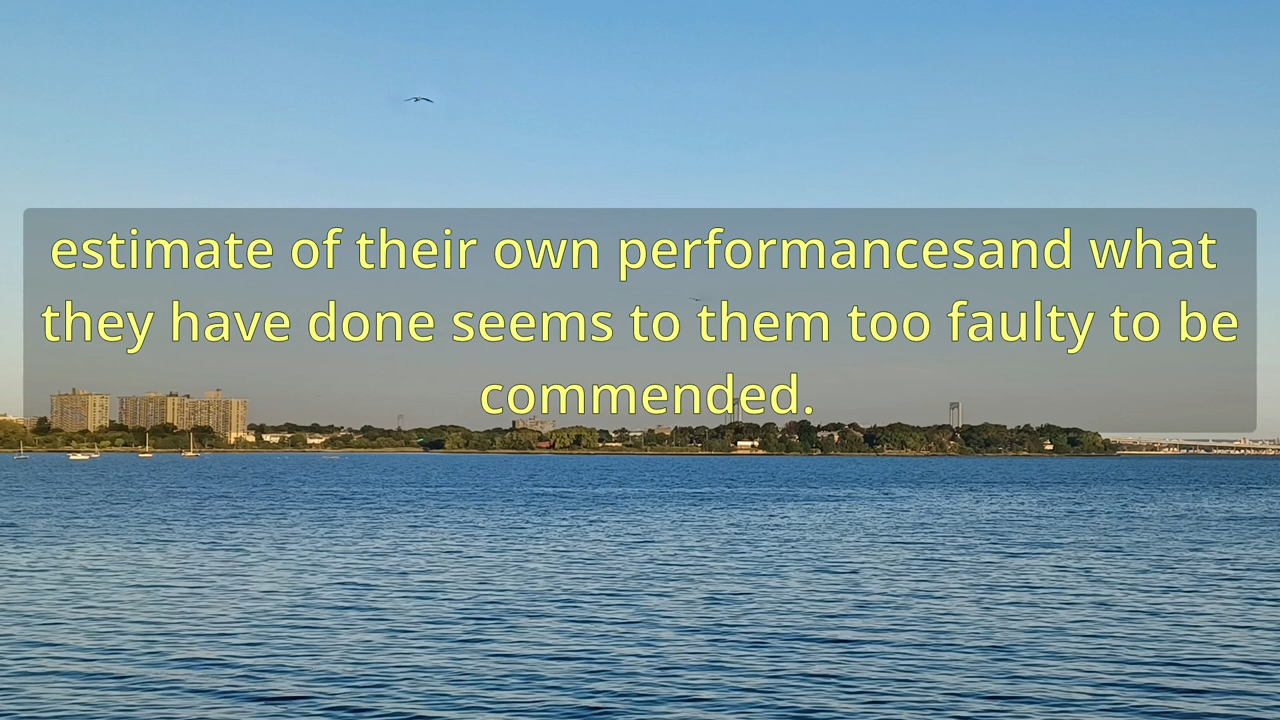 estimate of their own performancesand what
they have done seems to them too faulty to be
commended.